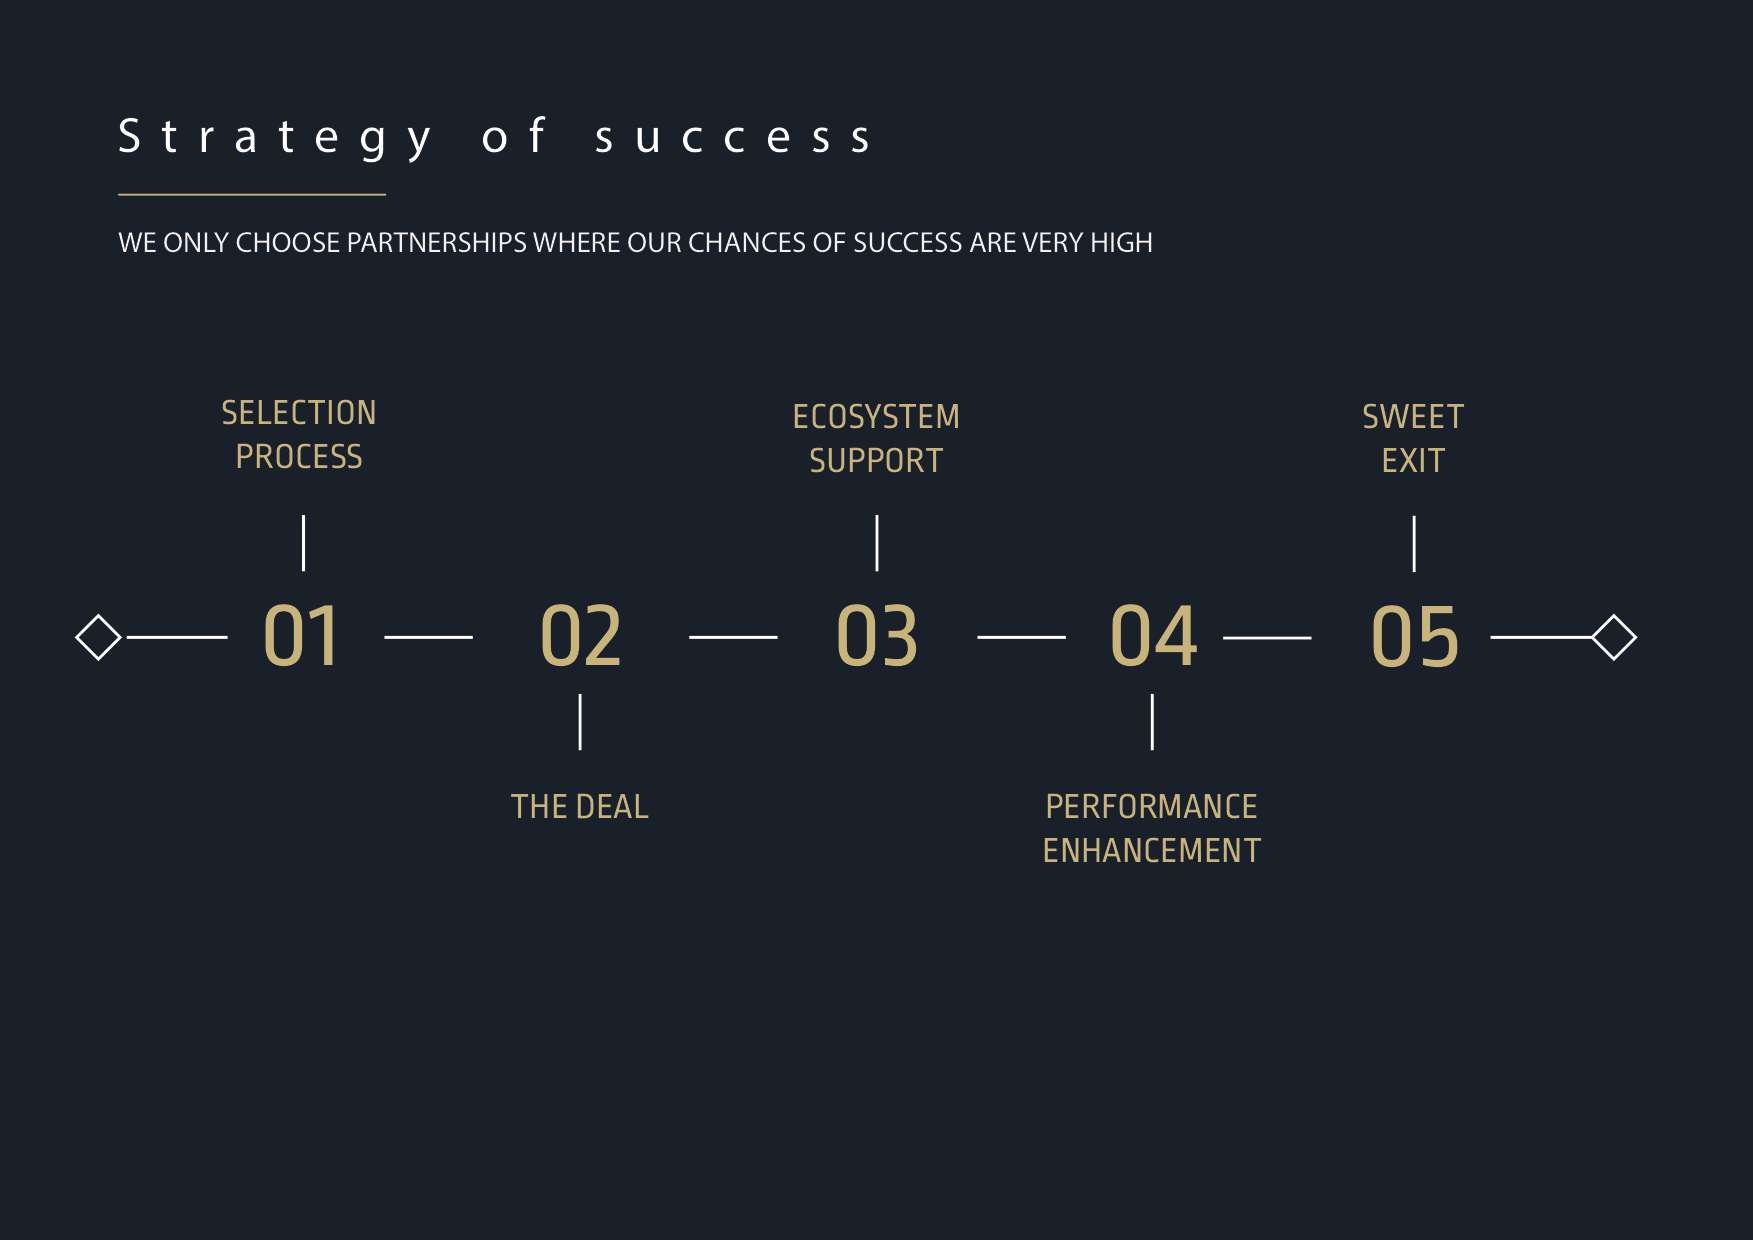 Strategy of success
WE ONLY CHOOSE PARTNERSHIPS WHERE OUR CHANCES OF SUCCESS ARE VERY HIGH
SELECTION
PROCESS
01
02
THE DEAL
ECOSYSTEM
SUPPORT
03
04
PERFORMANCE
ENHANCEMENT
SWEET
EXIT
05